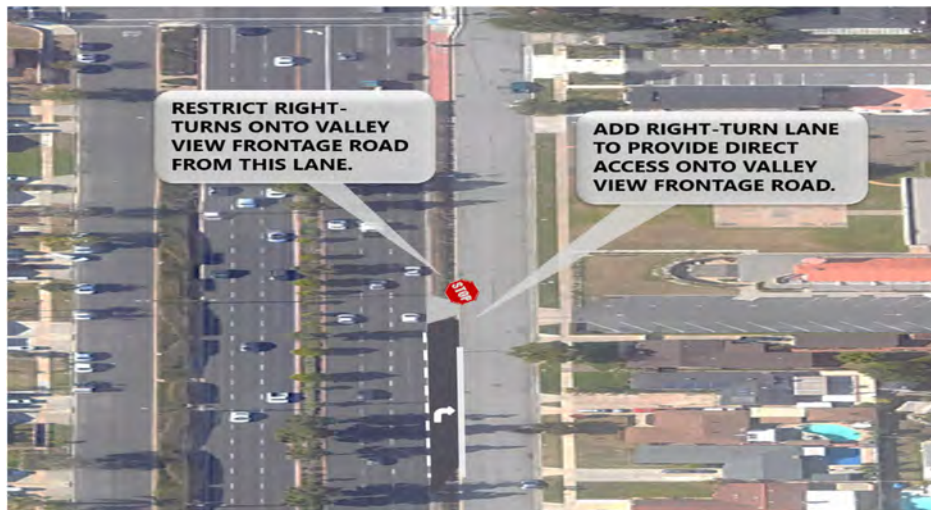 RESTRICT RIGHT-
TURNS ONTO VALLEY
VIEW FRONTAGE ROAD
FROM THIS LANE.
ADD RIGHT-TURN LANE
TO PROVIDE DIRECT
ACCESS ONTO VALLEY
VIEW FRONTAGE ROAD.
STOP